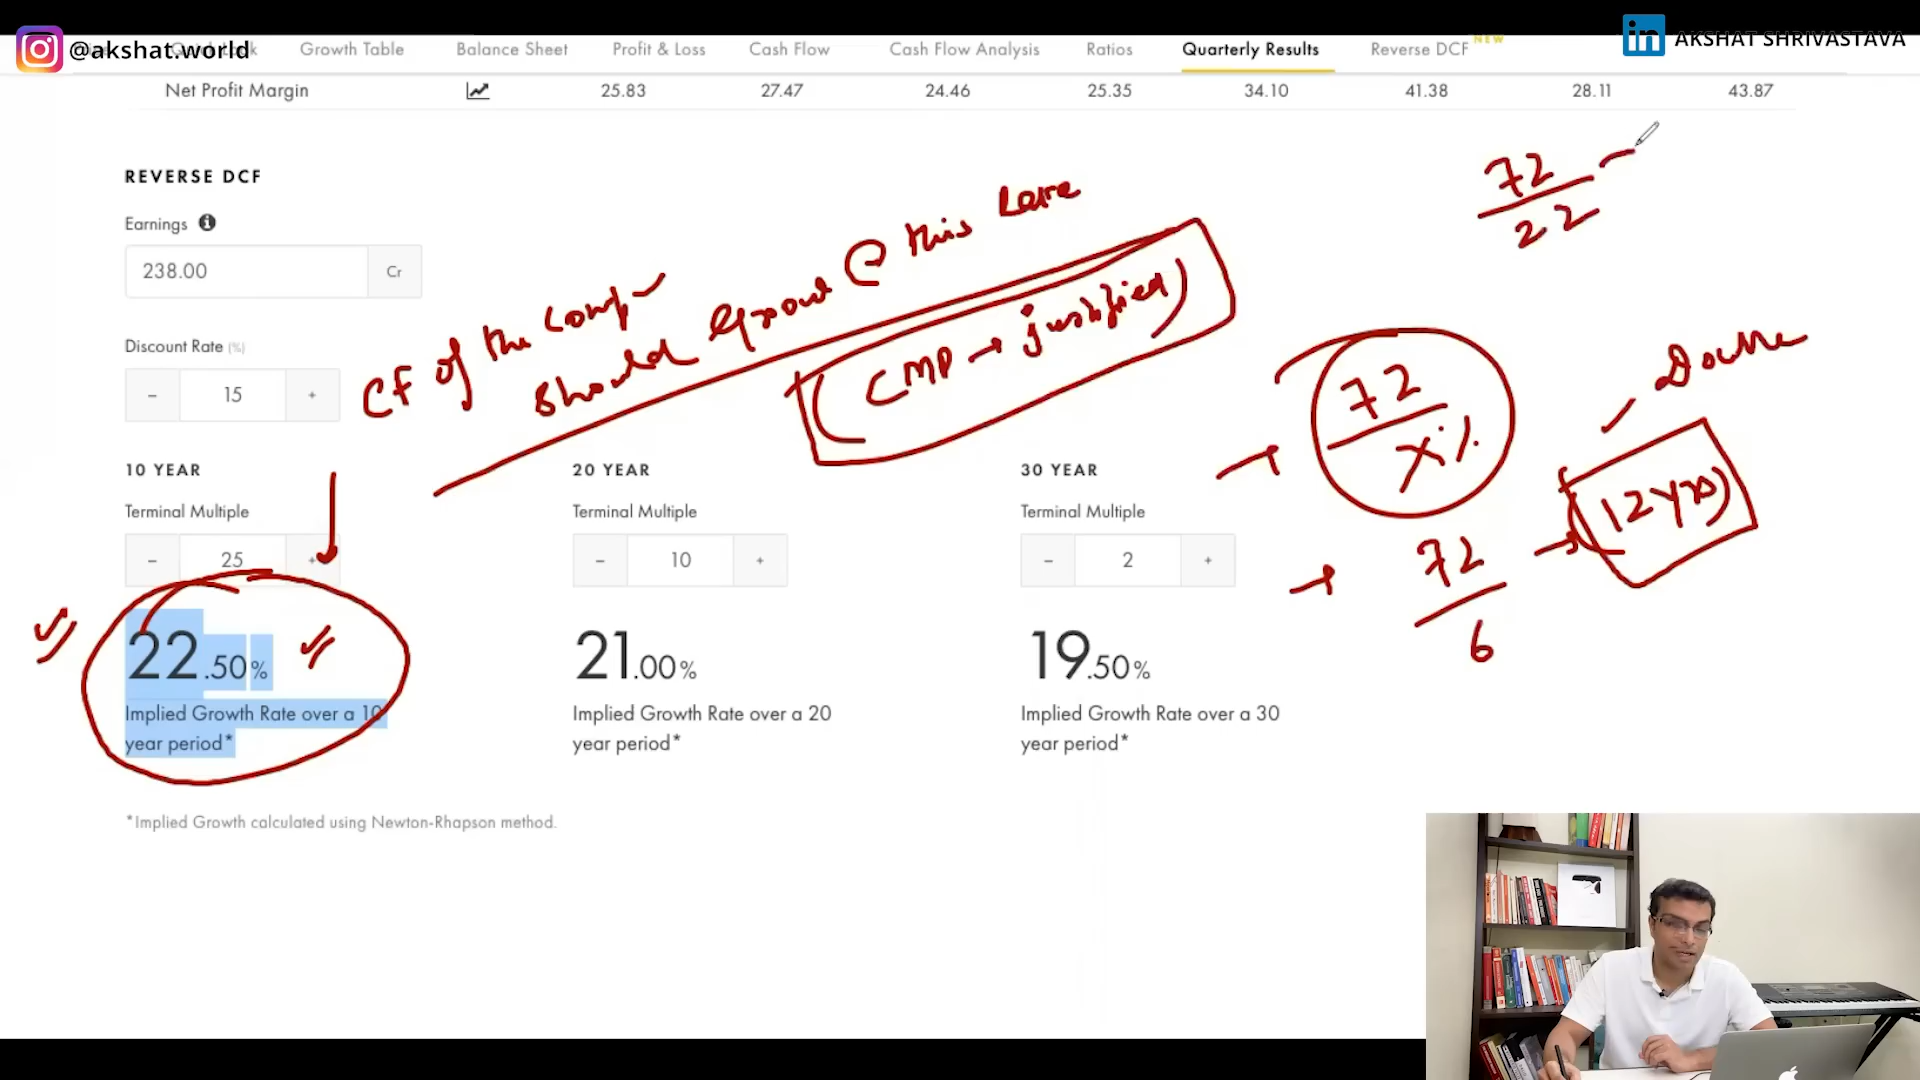 @akshat.world
Growth Table Balance Sheet Profit & Loss Cash Flow Cash Flow Analysis Ratios Quarterly Results Reverse DCF NEW
AKSHAT SHRIVASTAVA
Net Profit Margin 25.83 27.47 24.46 25.35 34.10 41.38 28.11 43.87
REVERSE DCF
Earnings
238.00 Cr
Discount Rate (%)
- 15 +
CF of the comp
should grow @ this rate
(CMP → justified)
72
22
72
X%
Double
72
6
12 yrs
10 YEAR
Terminal Multiple
- 25 +
22.50%
Implied Growth Rate over a 10
year period*
20 YEAR
Terminal Multiple
- 10 +
21.00%
Implied Growth Rate over a 20
year period*
30 YEAR
Terminal Multiple
- 2 +
19.50%
Implied Growth Rate over a 30
year period*
*Implied Growth calculated using Newton-Rhapson method.